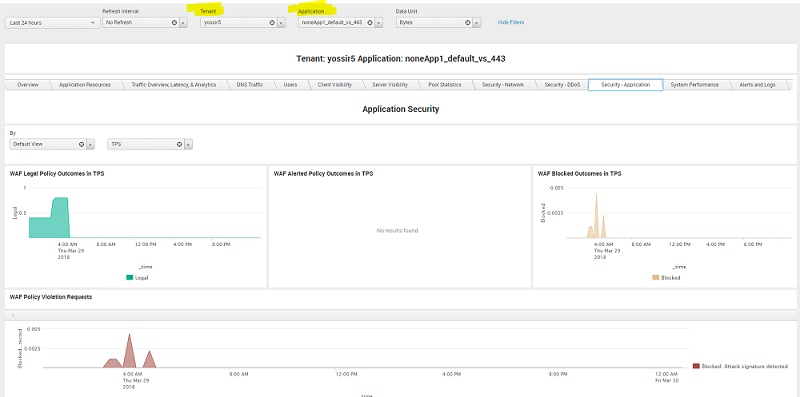 Refresh Interval Tenant Application Data Unit
Last 24 hours No Refresh yossir5 noneApp1_default_vs_443 Bytes Hide Filters
Tenant: yossir5 Application: noneApp1_default_vs_443
Overview Application Resources Traffic Overview, Latency, & Analytics DNS Traffic Users Client Visibility Server Visibility Pool Statistics Security - Network Security - DDoS Security - Application System Performance Alerts and Logs
Application Security
By
Default View TPS
WAF Legal Policy Outcomes in TPS WAF Alerted Policy Outcomes in TPS WAF Blocked Outcomes in TPS
1
0.5
Legal
4:00 AM 8:00 AM 12:00 PM 4:00 PM 8:00 PM
Thu Mar 29
2018
_time
Legal
No results found.
0.005
0.0025
Blocked
4:00 AM 8:00 AM 12:00 PM 4:00 PM 8:00 PM
Thu Mar 29
2018
_time
Blocked
WAF Policy Violation Requests
0.005
0.0025
4:00 AM 8:00 AM 12:00 PM 4:00 PM 8:00 PM 12:00 AM
Thu Mar 29 Fri Mar 30
2018
Blocked Attack signature detected
_time